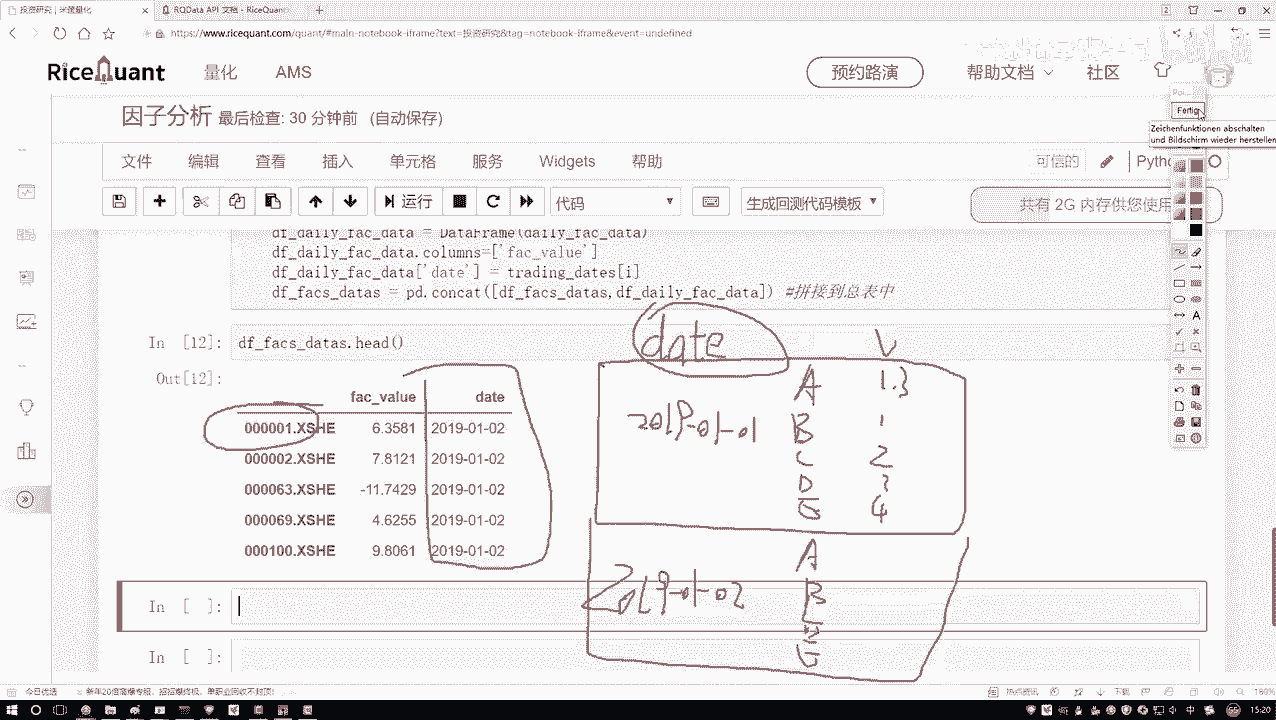 投资研究 | 米筐量化
RQData API 文档 - RiceQuant
https://www.ricequant.com/quant/#main-notebook-iframe?text=投资研究&tag=notebook-iframe&event=undefined
RiceQuant 量化 AMS 预约路演 帮助文档 社区
因子分析 最后检查: 30 分钟前 (自动保存)
Fertig
Zeichenfunktionen abschalten
und Bildschirm wieder herstellen
文件 编辑 查看 插入 单元格 服务 Widgets 帮助 可信的 Pyth
运行 代码 生成回测代码模板 共有 2G 内存供您使用
df_daily_fac_data = DataFrame(daily_fac_data)
df_daily_fac_data.columns=['fac_value']
df_daily_fac_data['date'] = trading_dates[i]
df_facs_datas = pd.concat([df_facs_datas,df_daily_fac_data]) #拼接到总表中
In [12]: df_facs_datas.head()
Out[12]:
fac_value date
000001.XSHE 6.3581 2019-01-02
000002.XSHE 7.8121 2019-01-02
000063.XSHE -11.7429 2019-01-02
000069.XSHE 4.6255 2019-01-02
000100.XSHE 9.8061 2019-01-02
date V
A 1.3
2019-01-01 B 1
C 2
D 3
G 4
A
2019-01-02 B
G
In [ ]:
In [ ]:
今日优选
热点资讯 下载 160%
15:20